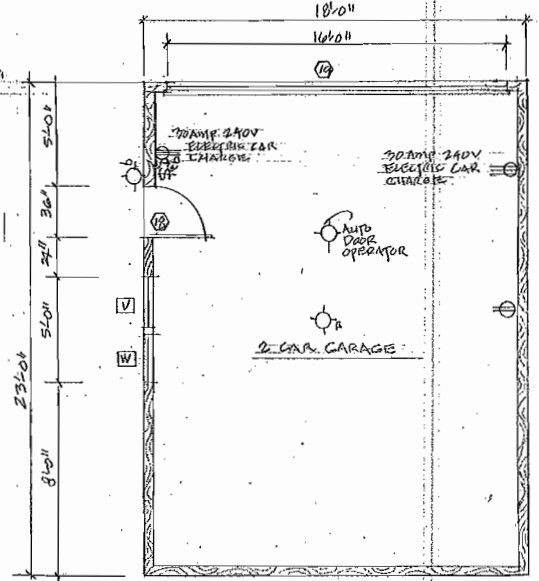 18'-0"
16'-0"
19
5'-0"
30 AMP 240V
ELECTRIC CAR
CHARGE
30 AMP 240V
ELECTRIC CAR
CHARGE
b
36"
18
AUTO
DOOR
OPERATOR
24"
V
5'-0"
2 CAR GARAGE
W
23'-0"
8'-0"